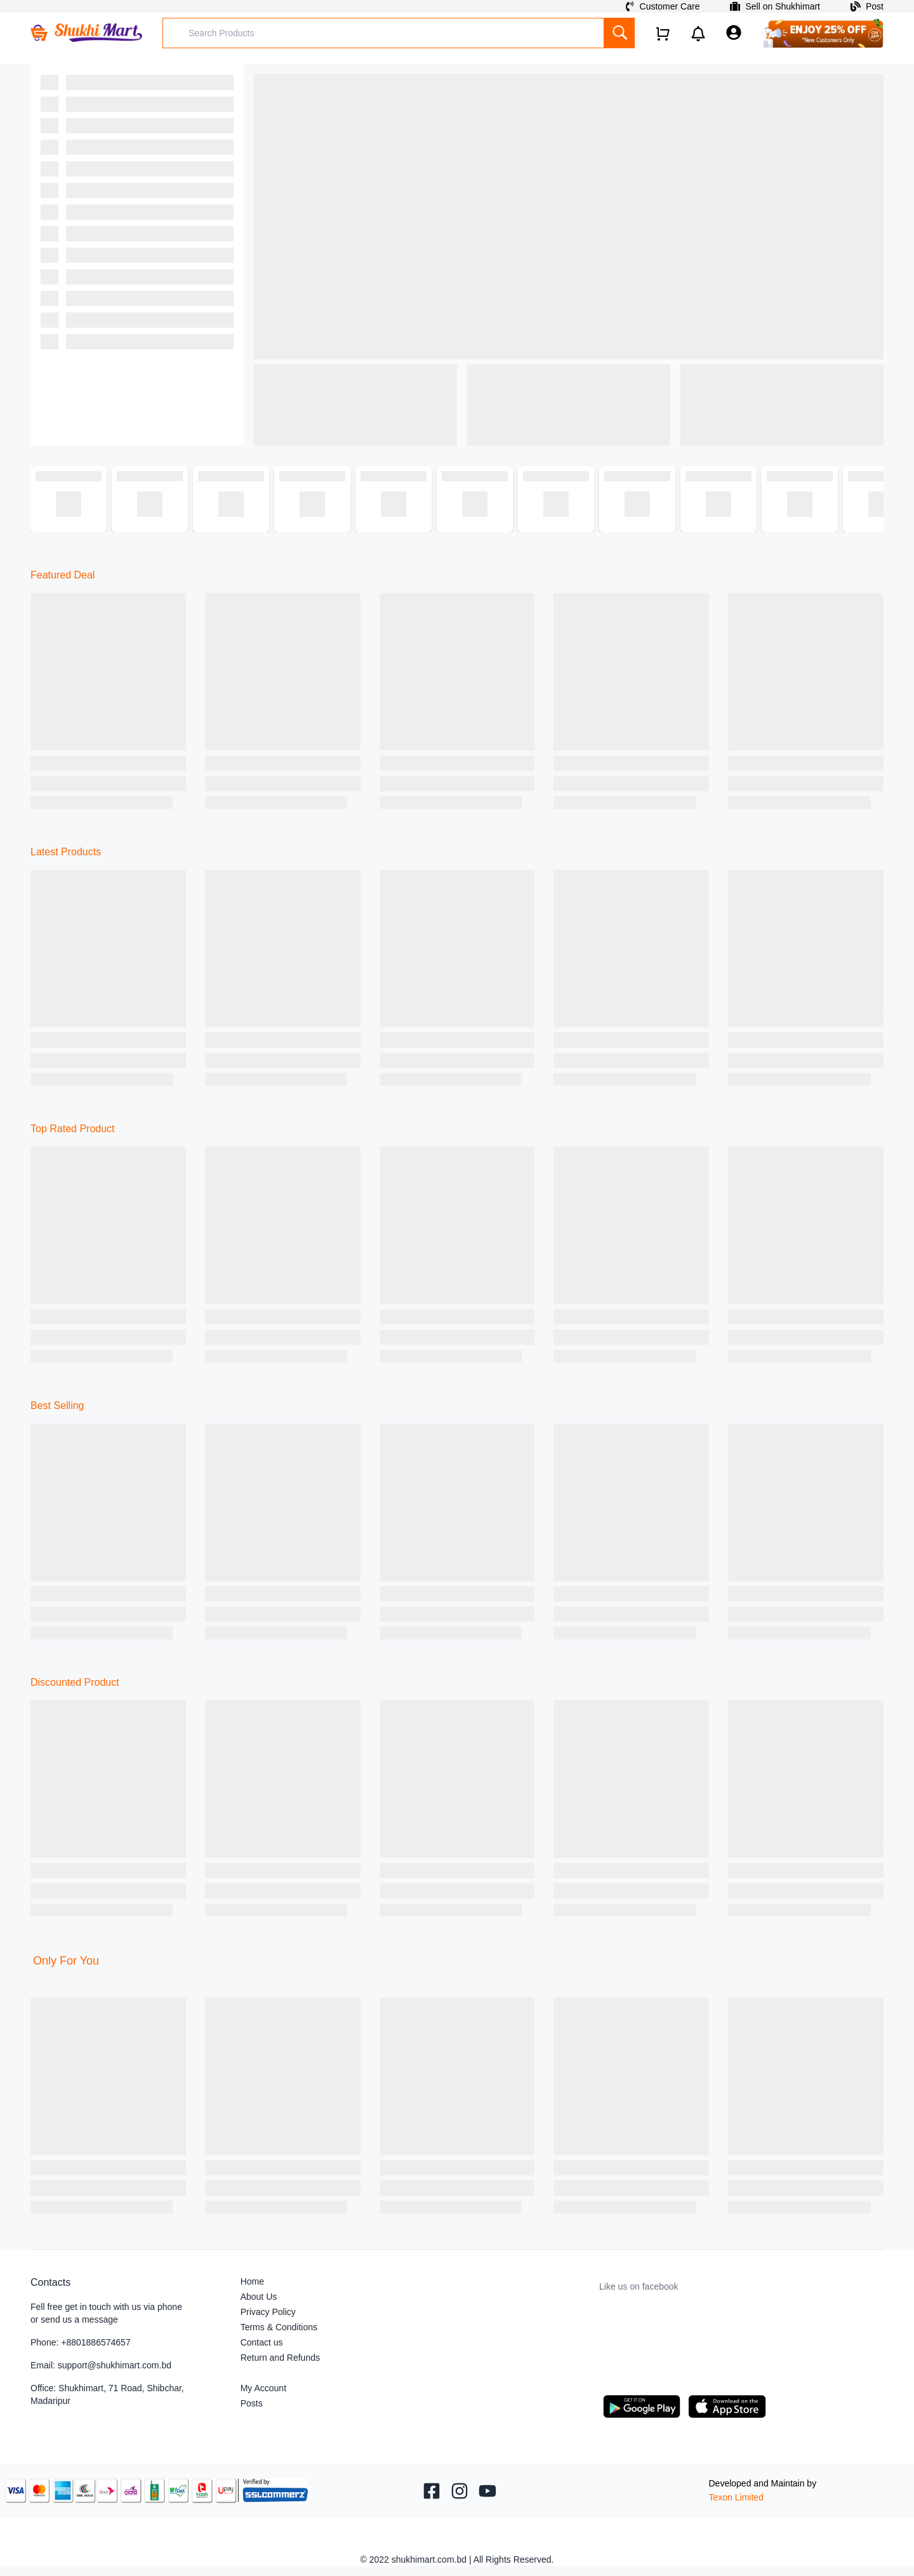 Customer Care
Sell on Shukhimart
Post
Shukhi Mart
Search Products
ENJOY 25% OFF
*New Customers Only
ON APP
Featured Deal
Latest Products
Top Rated Product
Best Selling
Discounted Product
Only For You
Contacts
Fell free get in touch with us via phone
or send us a message
Phone: +8801886574657
Email: support@shukhimart.com.bd
Office: Shukhimart, 71 Road, Shibchar,
Madaripur
Home
About Us
Privacy Policy
Terms & Conditions
Contact us
Return and Refunds
My Account
Posts
Like us on facebook
GET IT ON
Google Play
Download on the
App Store
VISA
Upay
Verified by
SSLCOMMERZ
Developed and Maintain by
Texon Limited
© 2022 shukhimart.com.bd | All Rights Reserved.